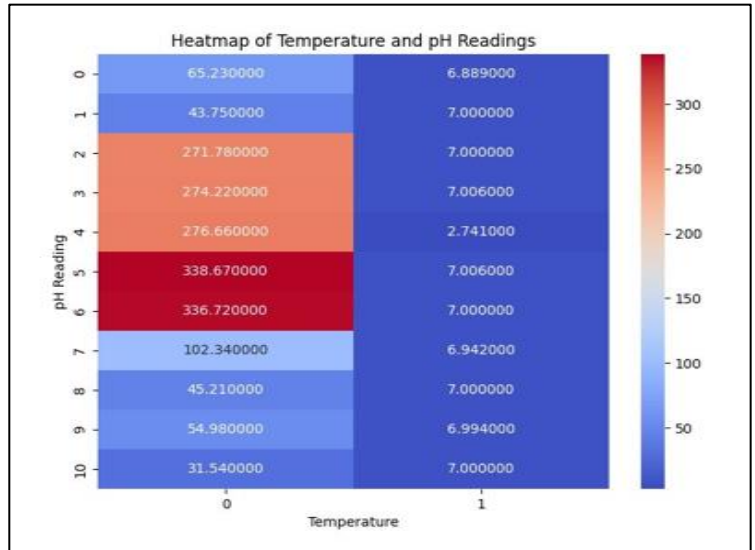 Heatmap of Temperature and pH Readings
0 65.230000 6.889000
1 43.750000 7.000000
2 271.780000 7.000000
3 274.220000 7.006000
4 276.660000 2.741000
5 338.670000 7.006000
6 336.720000 7.000000
7 102.340000 6.942000
8 45.210000 7.000000
9 54.980000 6.994000
10 31.540000 7.000000
pH Reading
0 1
Temperature
300
250
200
150
100
50